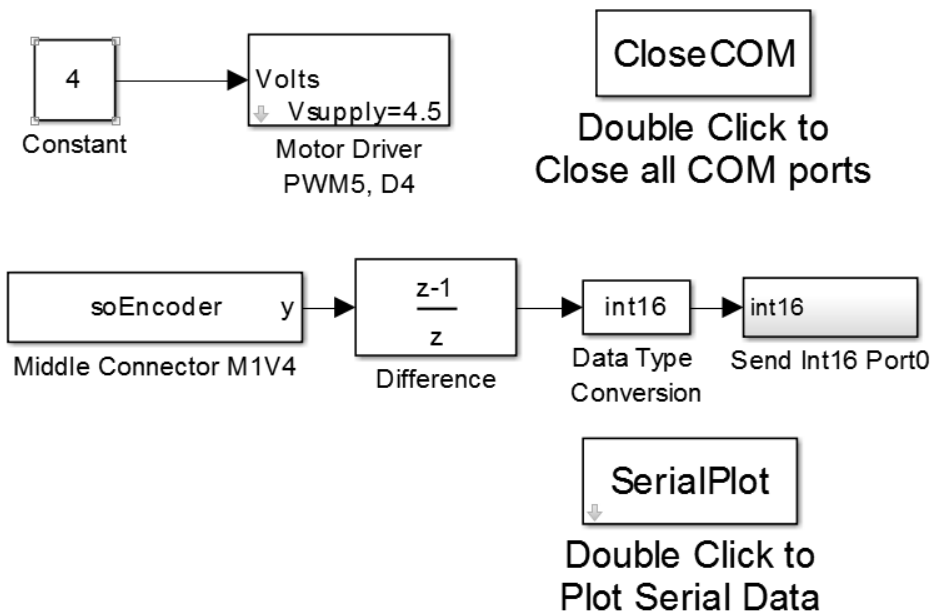 4
Constant
Volts
Vsupply=4.5
Motor Driver
PWM5, D4
CloseCOM
Double Click to
Close all COM ports
soEncoder y
Middle Connector M1V4
z-1
z
Difference
int16
Data Type
Conversion
int16
Send Int16 Port0
SerialPlot
Double Click to
Plot Serial Data